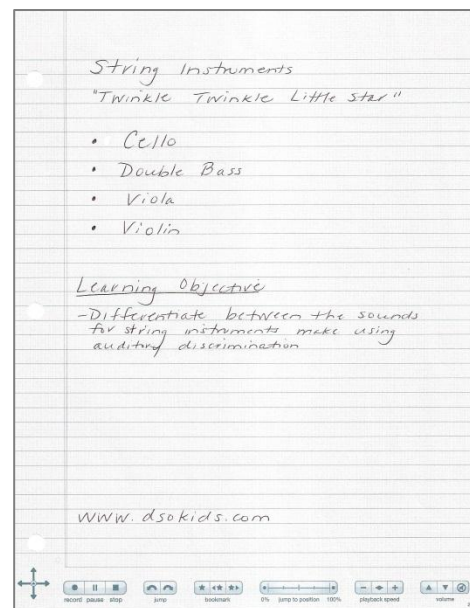 String Instruments
"Twinkle Twinkle Little Star"
• Cello
• Double Bass
• Viola
• Violin
Learning Objective
-Differentiate between the sounds
for string instruments make using
auditory discrimination
www.dsokids.com
record pause stop jump bookmark 0% jump to position 100% playback speed volume